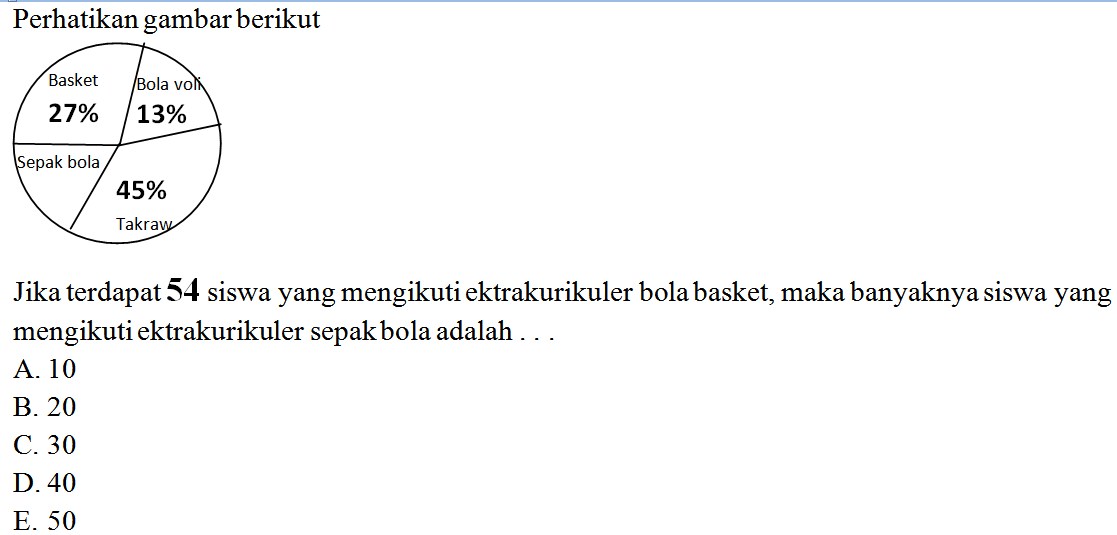 Perhatikan gambar berikut
Basket
Bola voli
27%
13%
Sepak bola
45%
Takraw
Jika terdapat 54 siswa yang mengikuti ektrakurikuler bola basket, maka banyaknya siswa yang
mengikuti ektrakurikuler sepak bola adalah . . .
A. 10
B. 20
C. 30
D. 40
E. 50